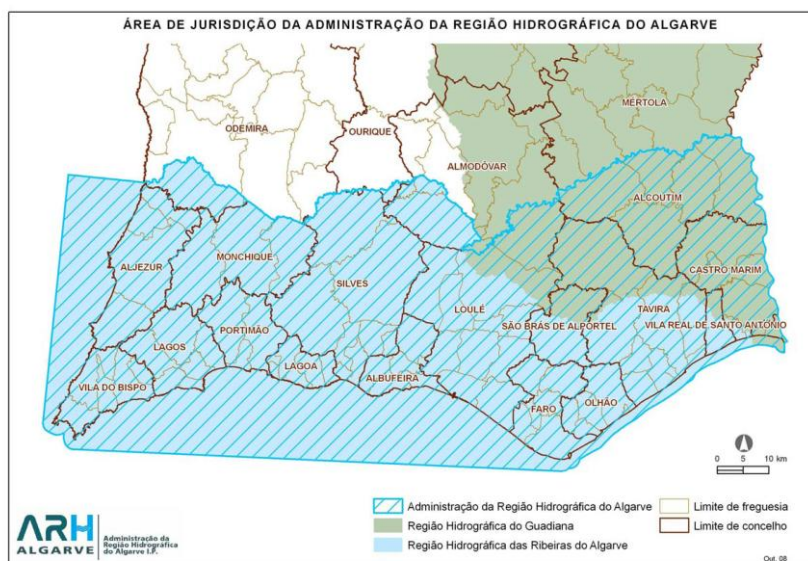 ÁREA DE JURISDIÇÃO DA ADMINISTRAÇÃO DA REGIÃO HIDROGRÁFICA DO ALGARVE
MÉRTOLA
ODEMIRA
OURIQUE
ALMODÓVAR
ALCOUTIM
ALJEZUR
MONCHIQUE
CASTRO MARIM
SILVES
LOULÉ
TAVIRA
SÃO BRÁS DE ALPORTEL
VILA REAL DE SANTO ANTÓNIO
PORTIMÃO
LAGOS
LAGOA
ALBUFEIRA
VILA DO BISPO
FARO
OLHÃO
0 5 10 km
Administração da Região Hidrográfica do Algarve
Limite de freguesia
Região Hidrográfica do Guadiana
Limite de concelho
Região Hidrográfica das Ribeiras do Algarve
ARH
ALGARVE
Administração da
Região Hidrográfica
do Algarve I.P.
Out. 08